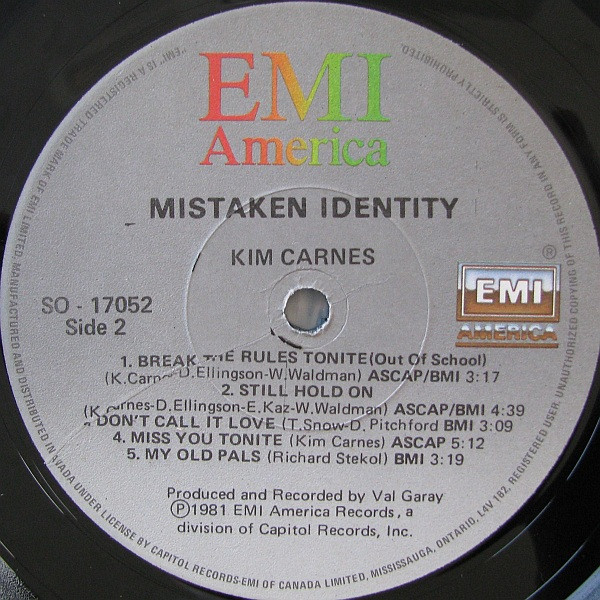 EMI
America
MISTAKEN IDENTITY
KIM CARNES
®
EMI
AMERICA
SO - 17052
Side 2
1. BREAK THE RULES TONITE (Out Of School)
(K.Carnes-D.Ellingson-W.Waldman) ASCAP/BMI 3:17
2. STILL HOLD ON
(K.Carnes-D.Ellingson-E.Kaz-W.Waldman) ASCAP/BMI 4:39
DON'T CALL IT LOVE (T.Snow-D. Pitchford BMI 3:09
4. MISS YOU TONITE (Kim Carnes) ASCAP 5:12
5. MY OLD PALS (Richard Stekol) BMI 3:19
Produced and Recorded by Val Garay
Ⓟ1981 EMI America Records, a
division of Capitol Records, Inc.
"EMI" IS A REGISTERED TRADE MARK OF EMI LIMITED. MANUFACTURED AND DISTRIBUTED IN CANADA UNDER LICENSE BY CAPITOL RECORDS-EMI OF CANADA LIMITED, MISSISSAUGA, ONTARIO, L4V 1B2, REGISTERED USER. UNAUTHORIZED COPYING OF THIS RECORD IN ANY FORM IS STRICTLY PROHIBITED.